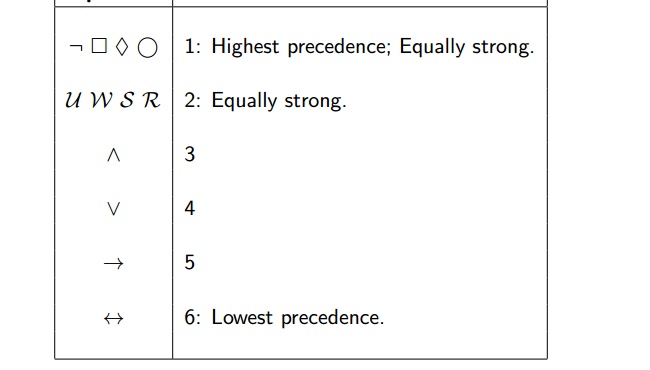 ¬ □ ◊ ○ 1: Highest precedence; Equally strong.
𝒰 𝒲 𝒮 ℛ 2: Equally strong.
∧ 3
∨ 4
→ 5
↔ 6: Lowest precedence.